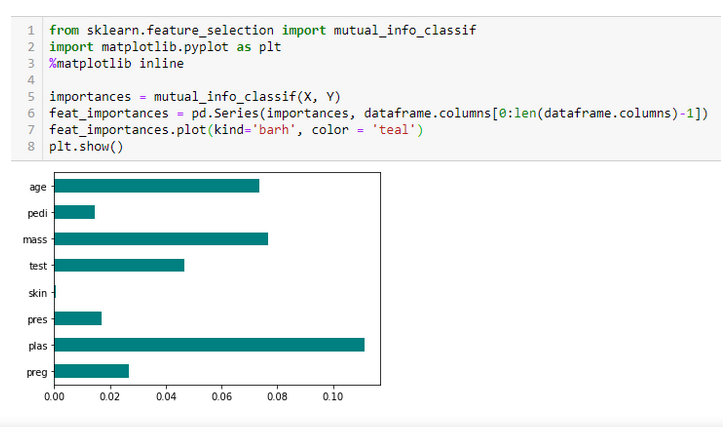 1 from sklearn.feature_selection import mutual_info_classif
2 import matplotlib.pyplot as plt
3 %matplotlib inline
4
5 importances = mutual_info_classif(X, Y)
6 feat_importances = pd.Series(importances, dataframe.columns[0:len(dataframe.columns)-1])
7 feat_importances.plot(kind='barh', color = 'teal')
8 plt.show()
age
pedi
mass
test
skin
pres
plas
preg
0.00 0.02 0.04 0.06 0.08 0.10